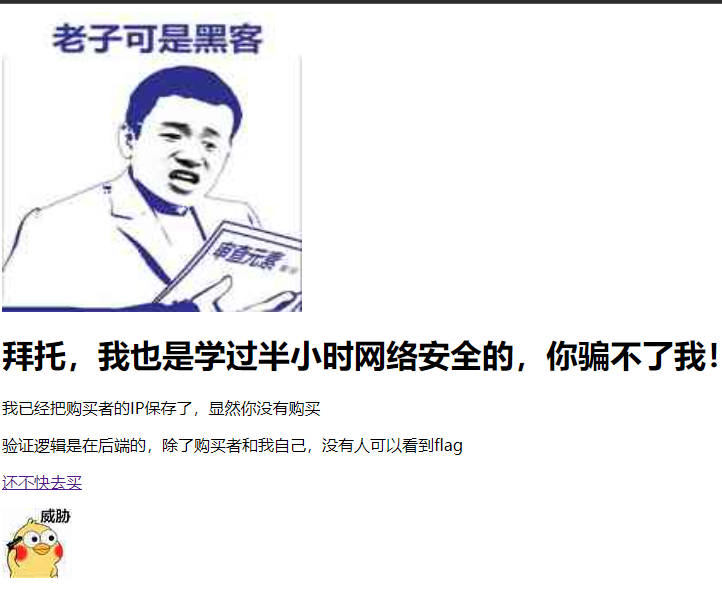 老子可是黑客
审查元素
拜托，我也是学过半小时网络安全的，你骗不了我！
我已经把购买者的IP保存了，显然你没有购买
验证逻辑是在后端的，除了购买者和我自己，没有人可以看到flag
还不快去买
威胁